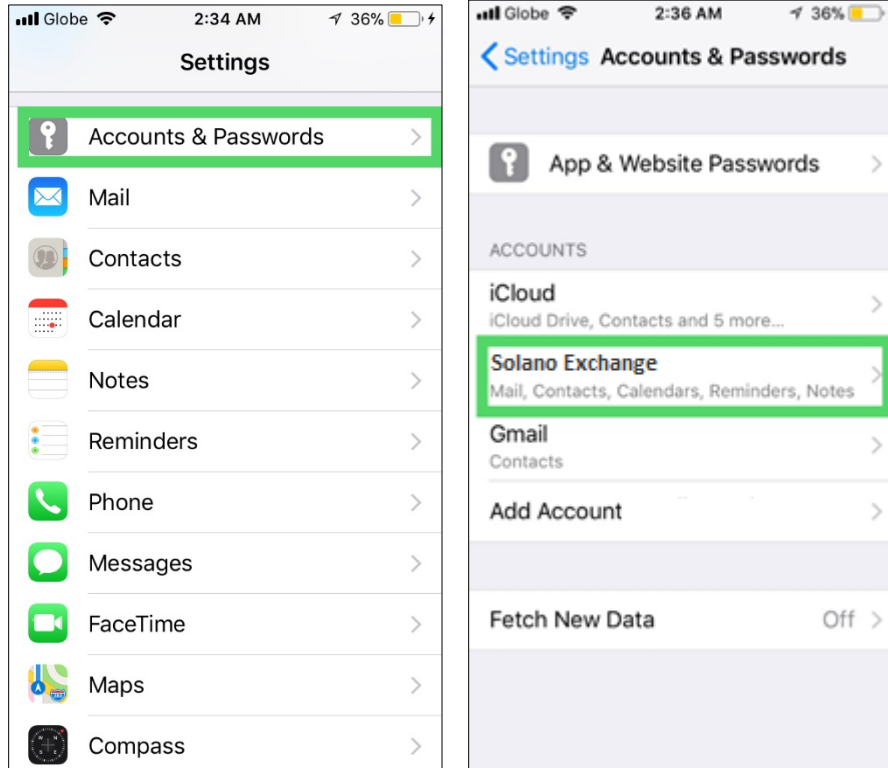 Globe 2:34 AM 36%
Settings
Accounts & Passwords
Mail
Contacts
Calendar
Notes
Reminders
Phone
Messages
FaceTime
Maps
Compass
Globe 2:36 AM 36%
Settings Accounts & Passwords
App & Website Passwords
ACCOUNTS
iCloud
iCloud Drive, Contacts and 5 more...
Solano Exchange
Mail, Contacts, Calendars, Reminders, Notes
Gmail
Contacts
Add Account
Fetch New Data Off